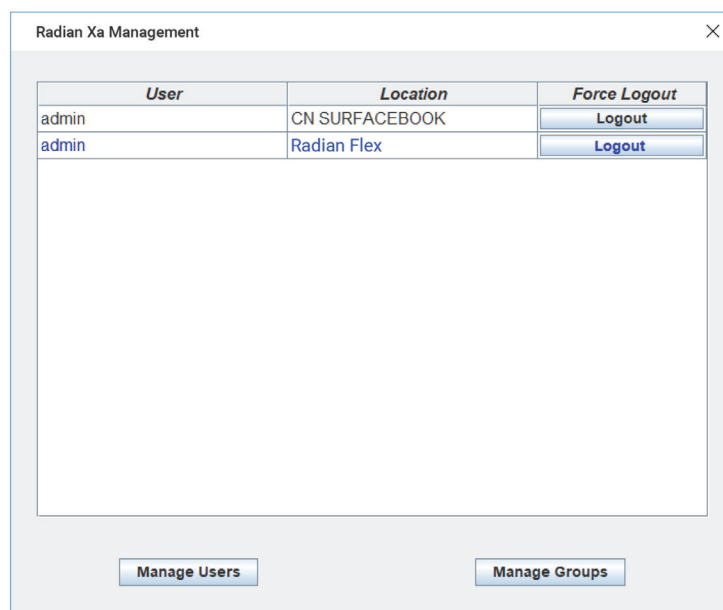 Radian Xa Management
User Location Force Logout
admin CN SURFACEBOOK Logout
admin Radian Flex Logout
Manage Users Manage Groups